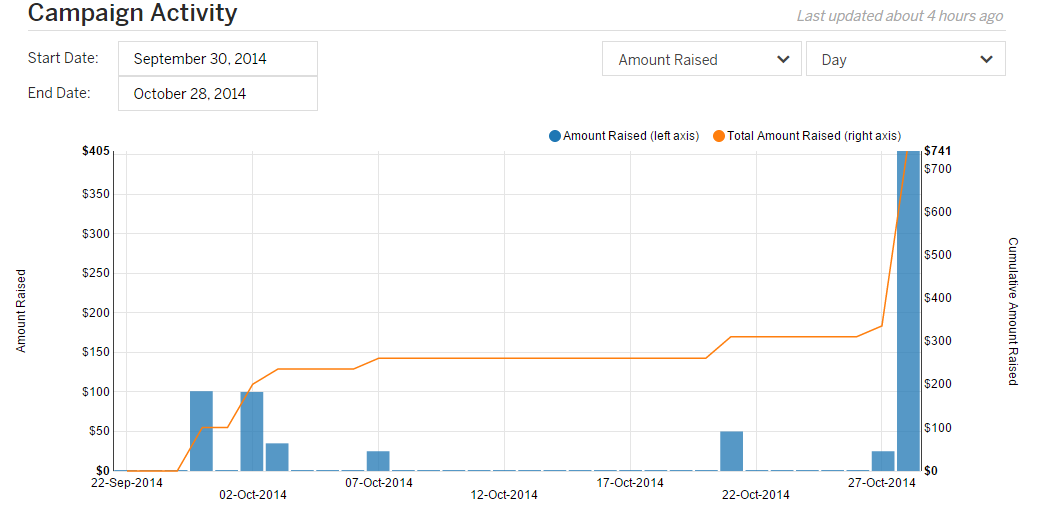 Campaign Activity
Last updated about 4 hours ago
Start Date:
September 30, 2014
Amount Raised
Day
End Date:
October 28, 2014
Amount Raised (left axis)
Total Amount Raised (right axis)
$405
$350
$300
$250
$200
$150
$100
$50
$0
Amount Raised
$741
$700
$600
$500
$400
$300
$200
$100
$0
Cumulative Amount Raised
22-Sep-2014
02-Oct-2014
07-Oct-2014
12-Oct-2014
17-Oct-2014
22-Oct-2014
27-Oct-2014